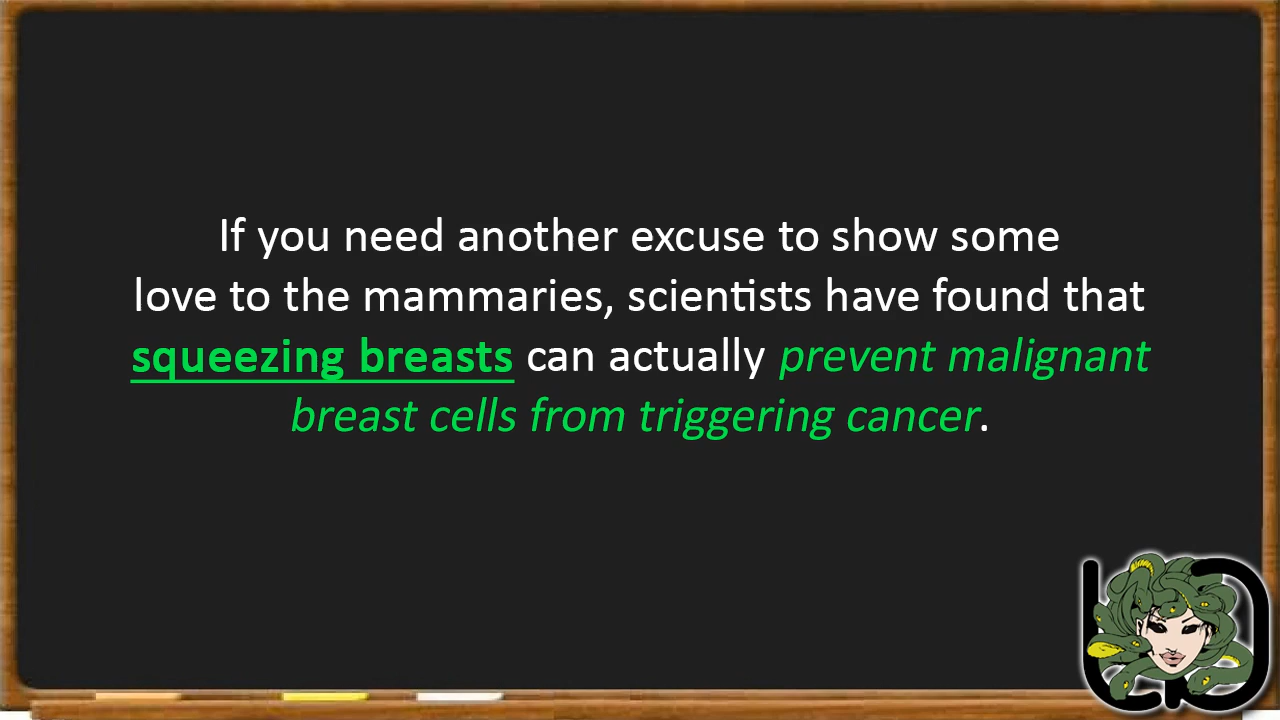 If you need another excuse to show some
love to the mammaries, scientists have found that
squeezing breasts can actually prevent malignant
breast cells from triggering cancer.